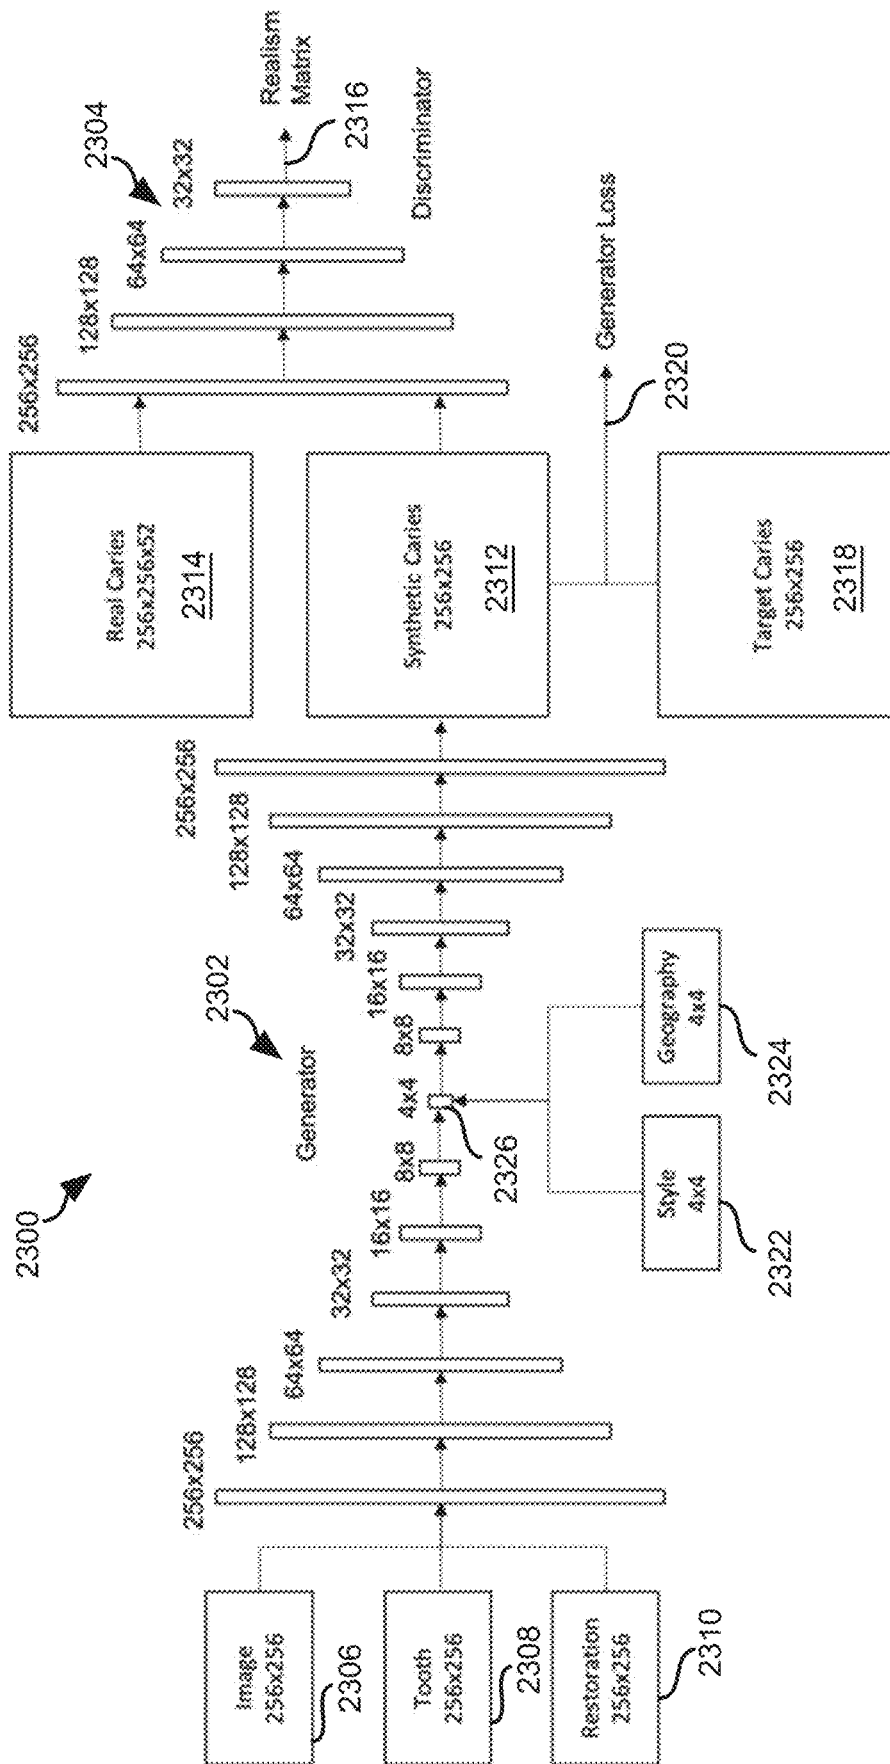 2300
2302
Generator
2304
Image
256x256
2306
Tooth
256x256
2308
Restoration
256x256
2310
256x256
128x128
64x64
32x32
16x16
8x8
4x4
2326
8x8
16x16
32x32
64x64
128x128
256x256
Style
4x4
2322
Geography
4x4
2324
Real Caries
256x256x52
2314
Synthetic Caries
256x256
2312
Target Caries
256x256
2318
256x256
128x128
64x64
32x32
Realism
Matrix
2316
Discriminator
Generator Loss
2320